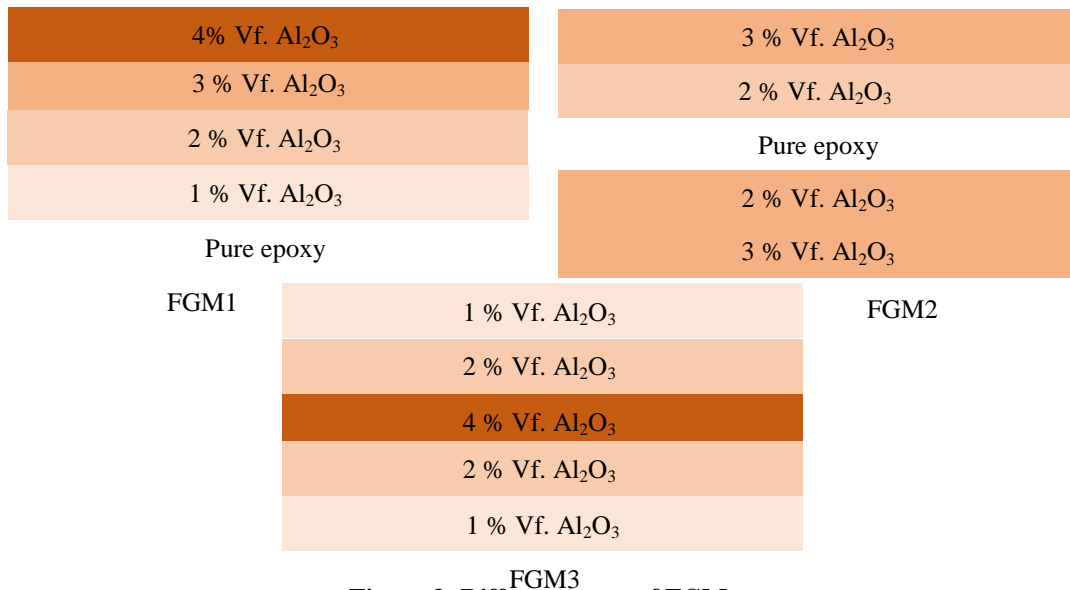 4% Vf. Al₂O₃
3 % Vf. Al₂O₃
2 % Vf. Al₂O₃
1 % Vf. Al₂O₃
Pure epoxy
FGM1
3 % Vf. Al₂O₃
2 % Vf. Al₂O₃
Pure epoxy
2 % Vf. Al₂O₃
3 % Vf. Al₂O₃
FGM2
1 % Vf. Al₂O₃
2 % Vf. Al₂O₃
4 % Vf. Al₂O₃
2 % Vf. Al₂O₃
1 % Vf. Al₂O₃
FGM3